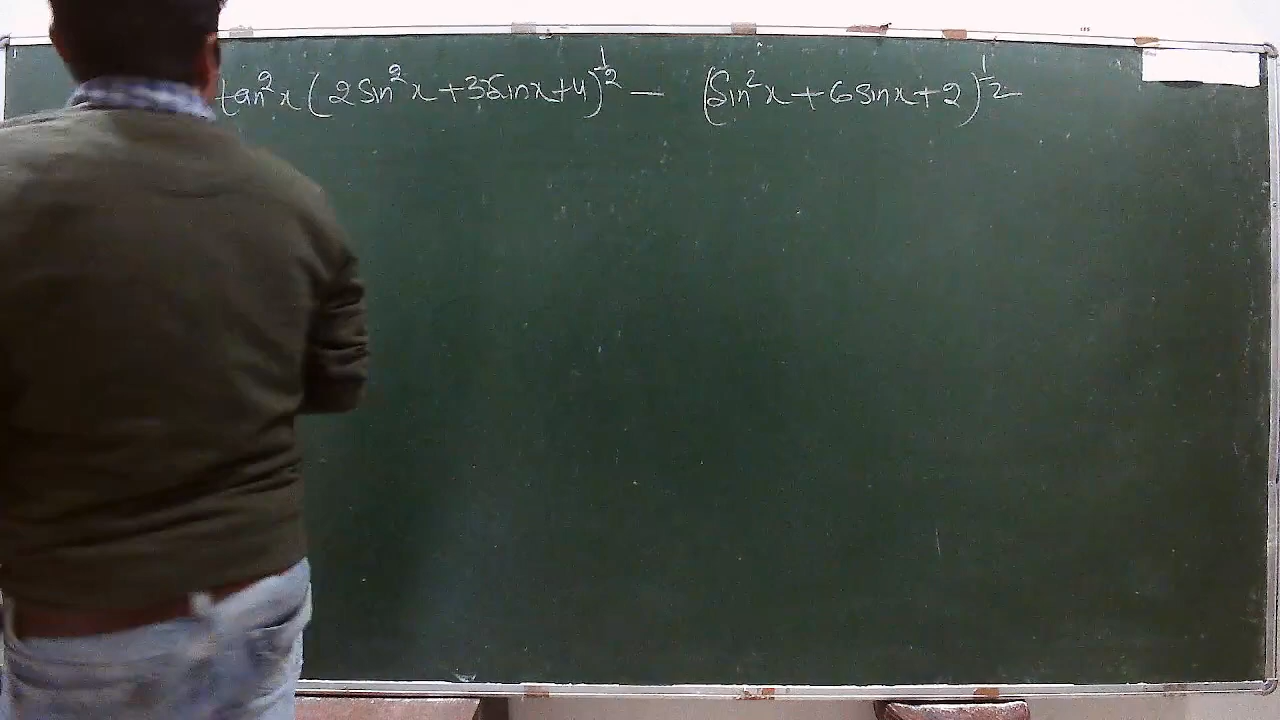 tan²x (2sin²x + 3sinx + 4)^½ − (sin²x + 6sinx + 2)^½